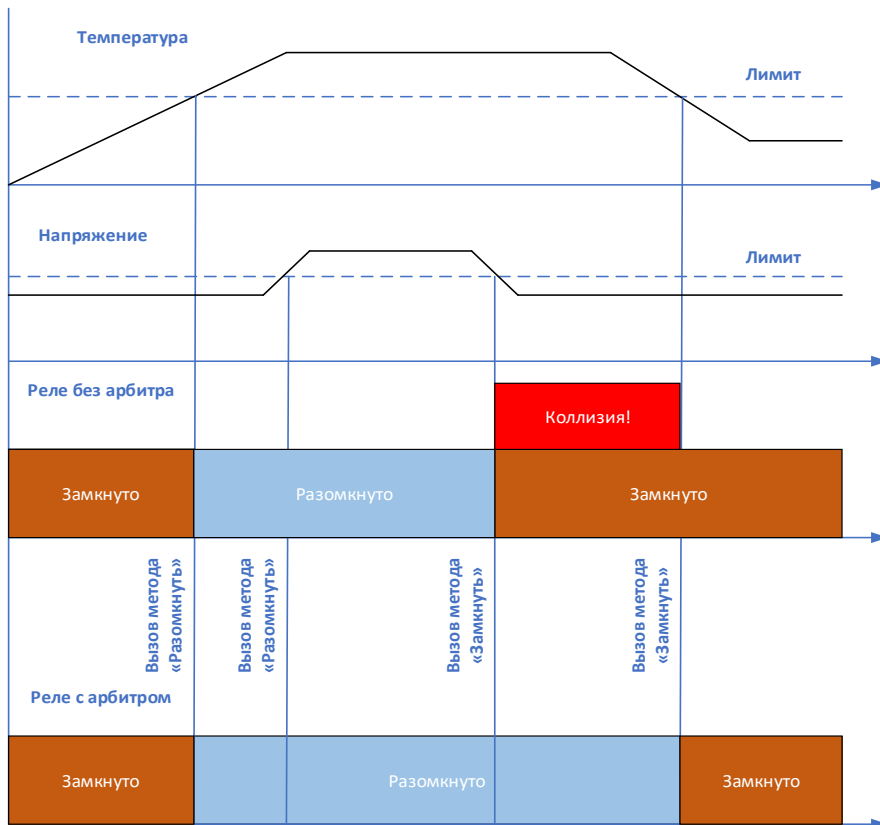 Температура
Лимит
Напряжение
Лимит
Реле без арбитра
Коллизия!
Замкнуто
Разомкнуто
Замкнуто
Вызов метода
«Разомкнуть»
Вызов метода
«Разомкнуть»
Вызов метода
«Замкнуть»
Вызов метода
«Замкнуть»
Реле с арбитром
Замкнуто
Разомкнуто
Замкнуто